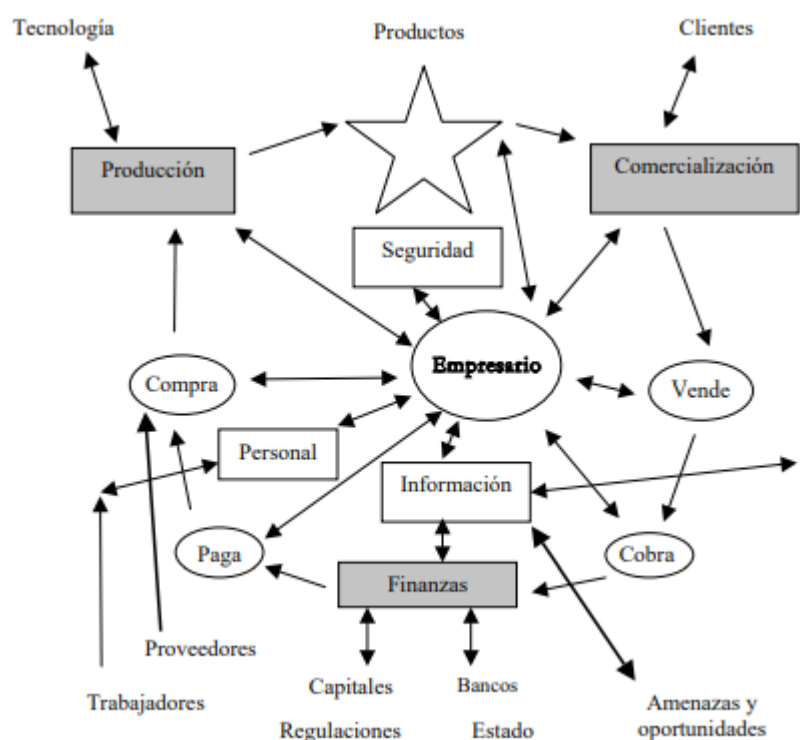 Tecnología
Productos
Clientes
Producción
Comercialización
Seguridad
Empresario
Compra
Vende
Personal
Información
Paga
Cobra
Finanzas
Proveedores
Trabajadores
Capitales
Bancos
Amenazas y
oportunidades
Regulaciones
Estado